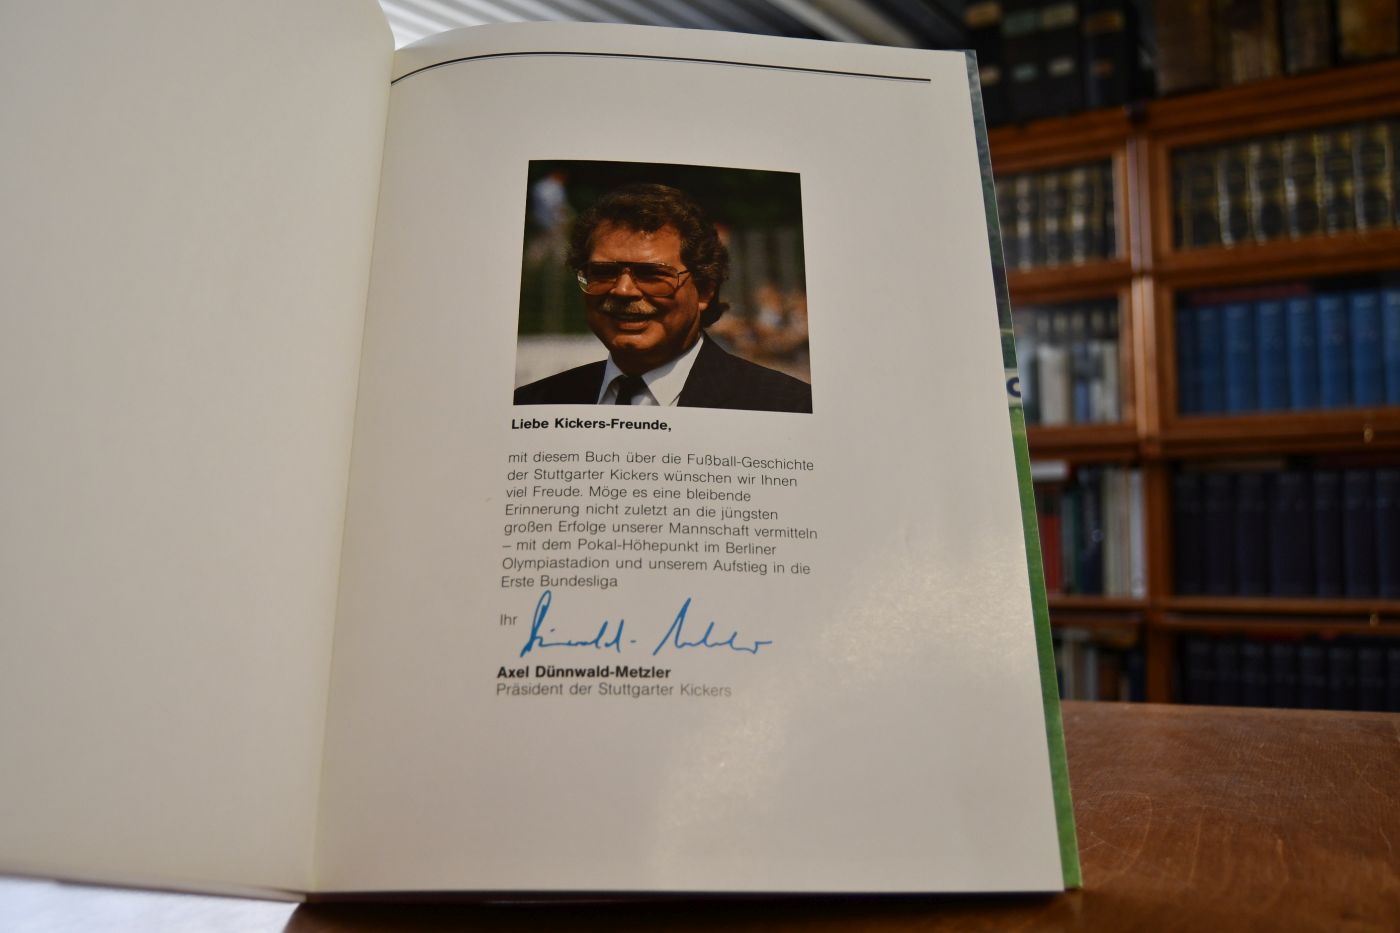 Liebe Kickers-Freunde,
mit diesem Buch über die Fußball-Geschichte
der Stuttgarter Kickers wünschen wir Ihnen
viel Freude. Möge es eine bleibende
Erinnerung nicht zuletzt an die jüngsten
großen Erfolge unserer Mannschaft vermitteln
– mit dem Pokal-Höhepunkt im Berliner
Olympiastadion und unserem Aufstieg in die
Erste Bundesliga
Ihr Dünnwald-Metzler
Axel Dünnwald-Metzler
Präsident der Stuttgarter Kickers